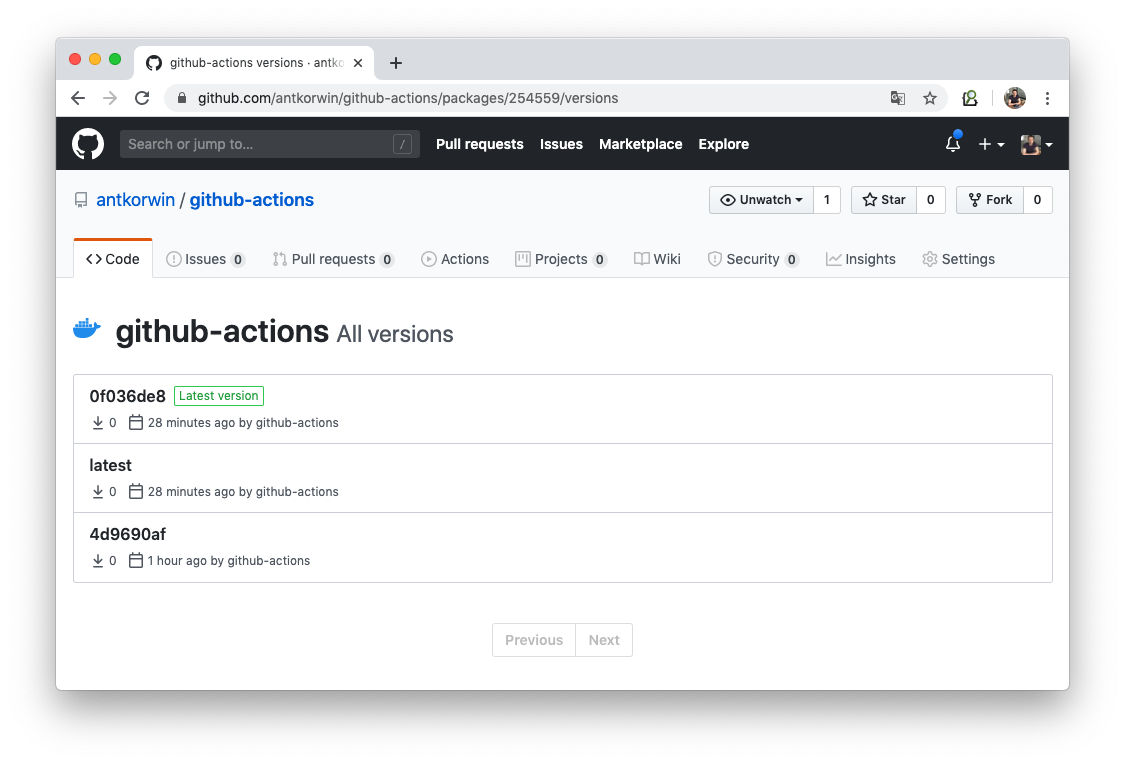 github-actions versions · antko
github.com/antkorwin/github-actions/packages/254559/versions
Search or jump to... / Pull requests Issues Marketplace Explore
antkorwin / github-actions Unwatch 1 Star 0 Fork 0
Code Issues 0 Pull requests 0 Actions Projects 0 Wiki Security 0 Insights Settings
github-actions All versions
0f036de8 Latest version
0 28 minutes ago by github-actions
latest
0 28 minutes ago by github-actions
4d9690af
0 1 hour ago by github-actions
Previous Next